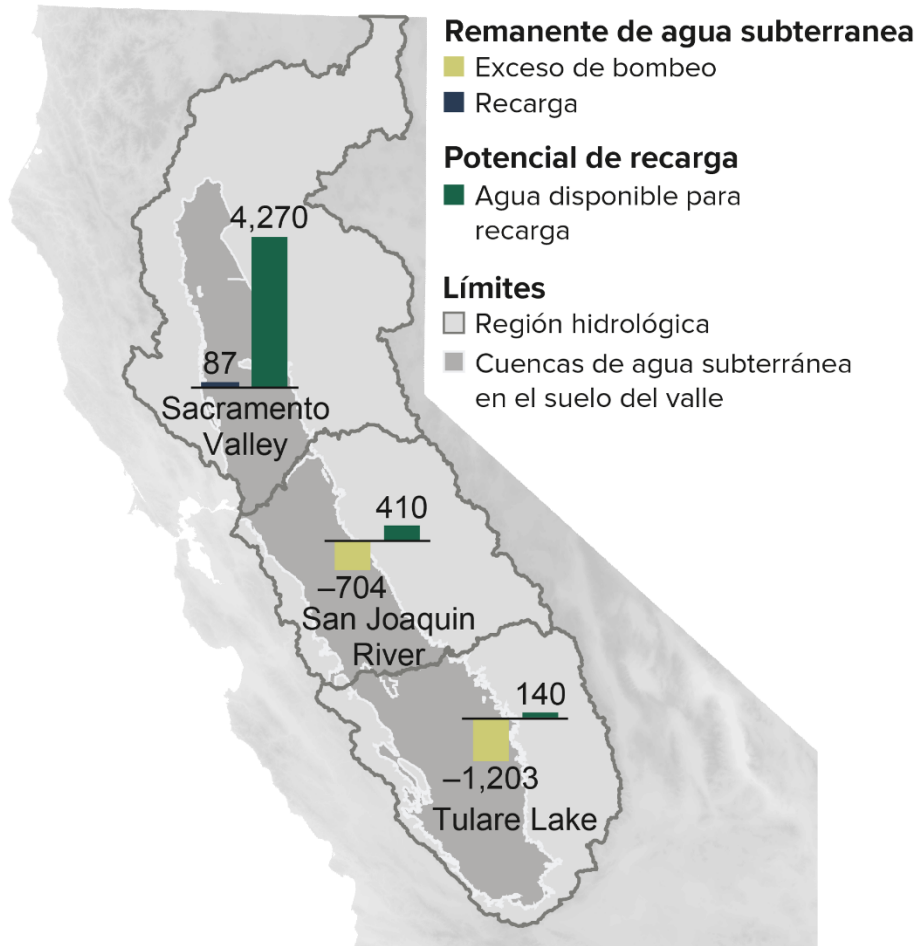 Remanente de agua subterranea
Exceso de bombeo
Recarga
Potencial de recarga
Agua disponible para
recarga
Límites
Región hidrológica
Cuencas de agua subterránea
en el suelo del valle
4,270
87
Sacramento
Valley
410
–704
San Joaquin
River
140
–1,203
Tulare Lake